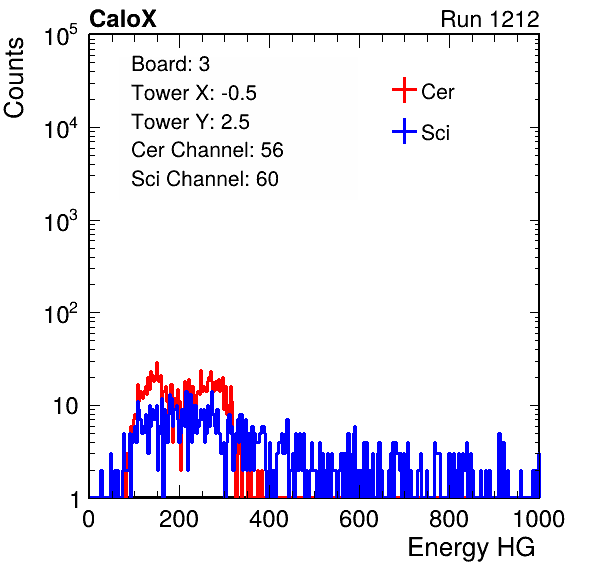 CaloX Run 1212
Counts
10^5
10^4
10^3
10^2
10
1
Board: 3
Tower X: -0.5
Tower Y: 2.5
Cer Channel: 56
Sci Channel: 60
Cer
Sci
0 200 400 600 800 1000
Energy HG